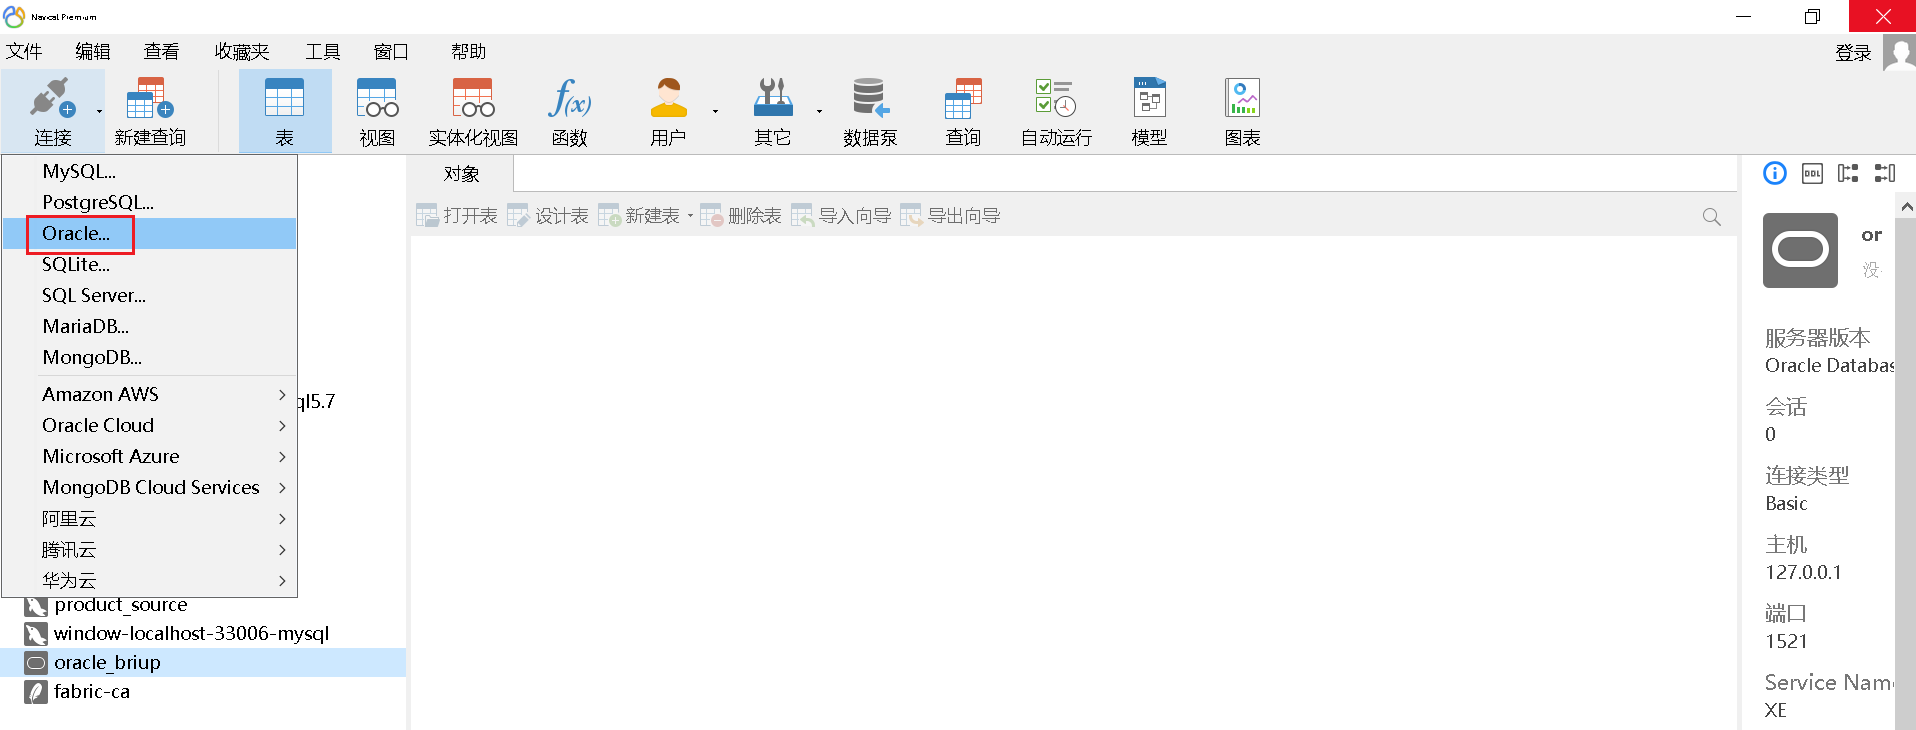 Navicat Premium
文件 编辑 查看 收藏夹 工具 窗口 帮助 登录
连接 新建查询 表 视图 实体化视图 函数 用户 其它 数据泵 查询 自动运行 模型 图表
MySQL...
PostgreSQL...
Oracle...
SQLite...
SQL Server...
MariaDB...
MongoDB...
Amazon AWS
Oracle Cloud
Microsoft Azure
MongoDB Cloud Services
阿里云
腾讯云
华为云
ql5.7
product_source
window-localhost-33006-mysql
oracle_briup
fabric-ca
对象
打开表 设计表 新建表 删除表 导入向导 导出向导
DDL
or
没
服务器版本
Oracle Databas
会话
0
连接类型
Basic
主机
127.0.0.1
端口
1521
Service Nam
XE